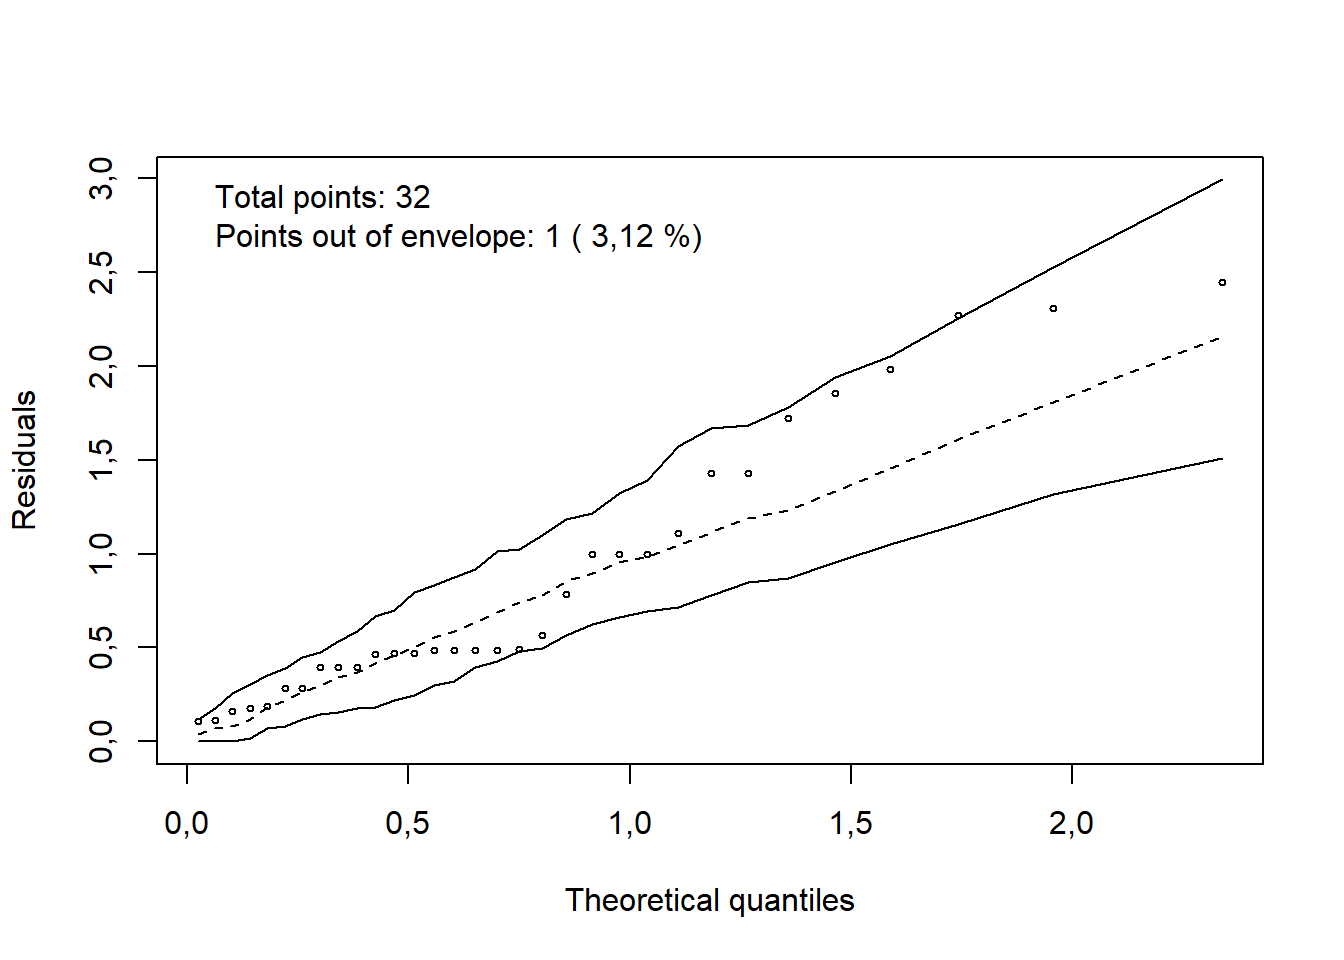 Total points: 32
Points out of envelope: 1 ( 3,12 %)
3,0
2,5
2,0
1,5
1,0
0,5
0,0
Residuals
0,0 0,5 1,0 1,5 2,0
Theoretical quantiles